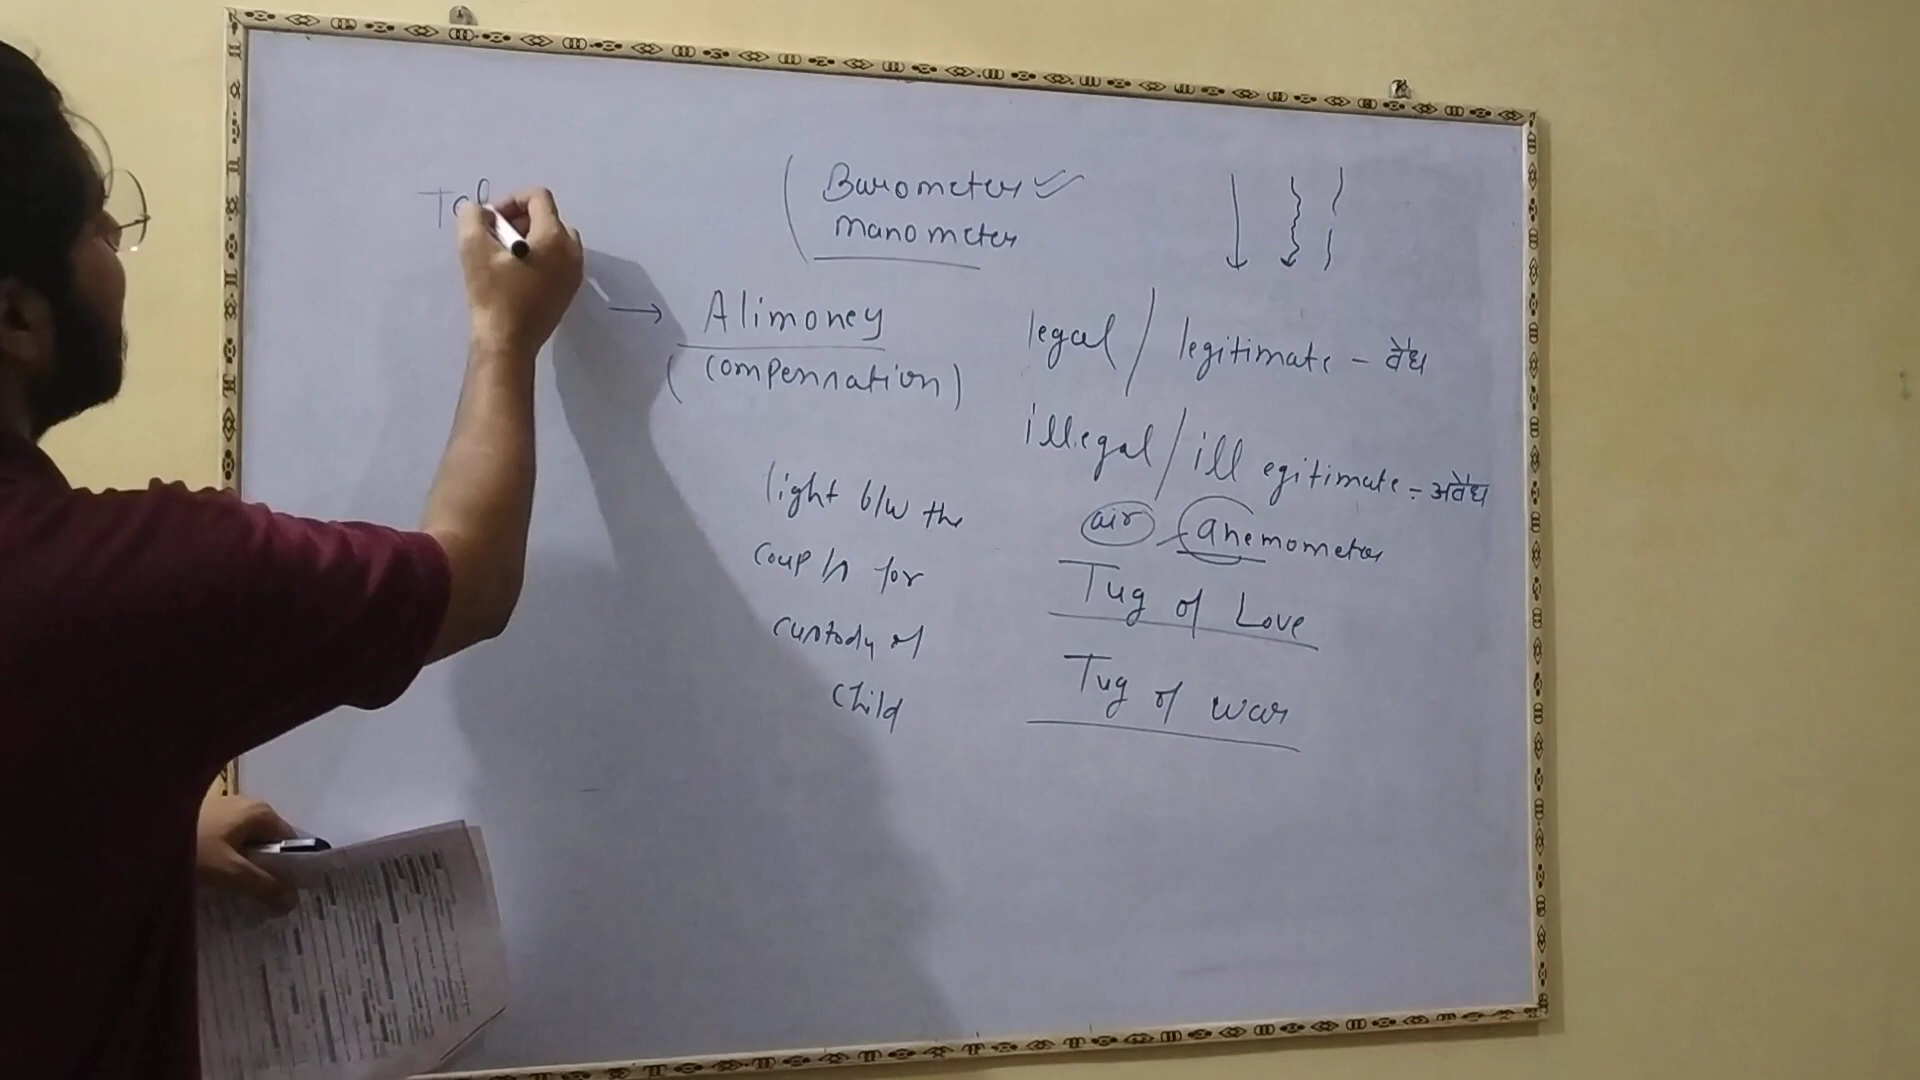 Tel
Barometer
manometer
→ Alimoney
(compensation)
legal / legitimate - वैध
illegal / ill egitimate - अवैध
light b/w the
couple for
custody of
child
air - anemometer
Tug of Love
Tug of war